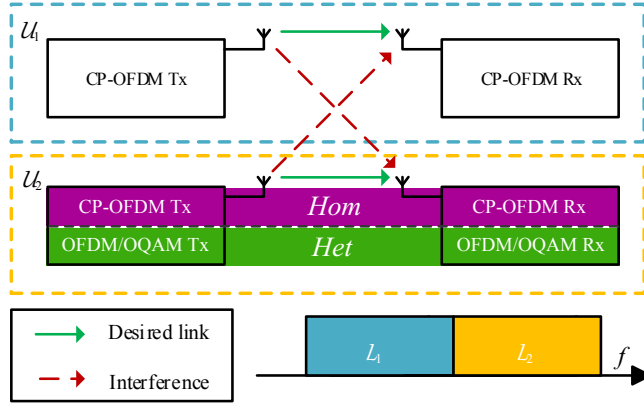 𝒰₁
CP-OFDM Tx
CP-OFDM Rx
𝒰₂
CP-OFDM Tx
Hom
CP-OFDM Rx
OFDM/OQAM Tx
Het
OFDM/OQAM Rx
Desired link
Interference
ℒ₁
ℒ₂
f